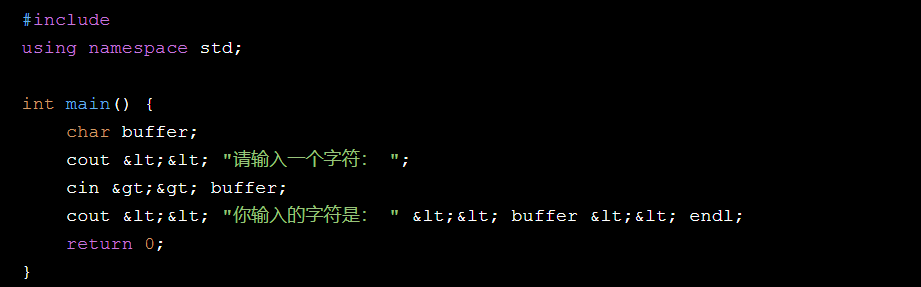 #include
using namespace std;

int main() {
    char buffer;
    cout &lt;&lt; "请输入一个字符： ";
    cin &gt;&gt; buffer;
    cout &lt;&lt; "你输入的字符是： " &lt;&lt; buffer &lt;&lt; endl;
    return 0;
}